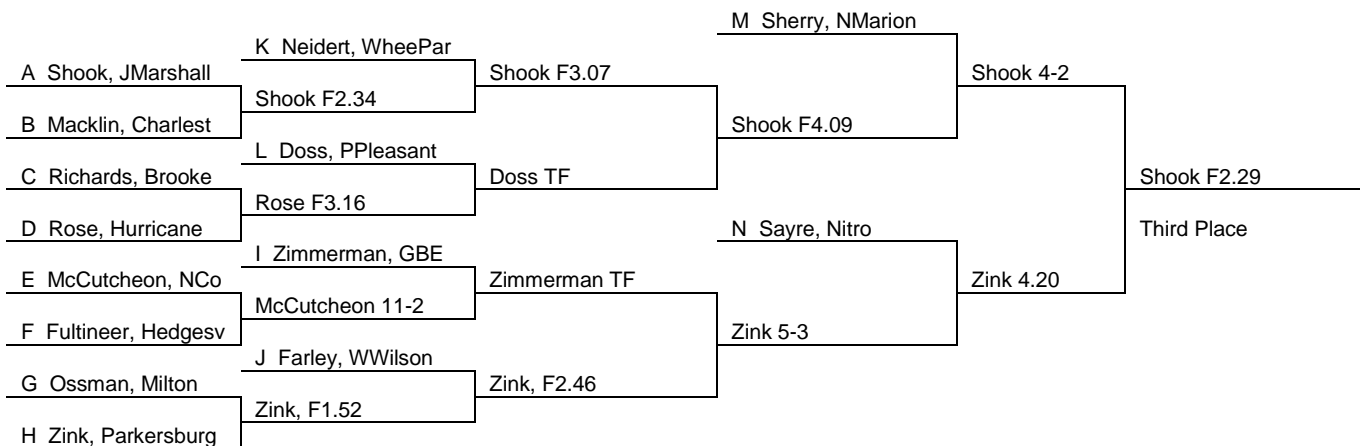 M Sherry, NMarion
K Neidert, WheePar
A Shook, JMarshall
Shook F3.07
Shook 4-2
Shook F2.34
B Macklin, Charlest
Shook F4.09
L Doss, PPleasant
C Richards, Brooke
Doss TF
Shook F2.29
Rose F3.16
D Rose, Hurricane
N Sayre, Nitro
Third Place
I Zimmerman, GBE
E McCutcheon, NCo
Zimmerman TF
Zink 4.20
McCutcheon 11-2
F Fultineer, Hedgesv
Zink 5-3
J Farley, WWilson
G Ossman, Milton
Zink, F2.46
Zink, F1.52
H Zink, Parkersburg